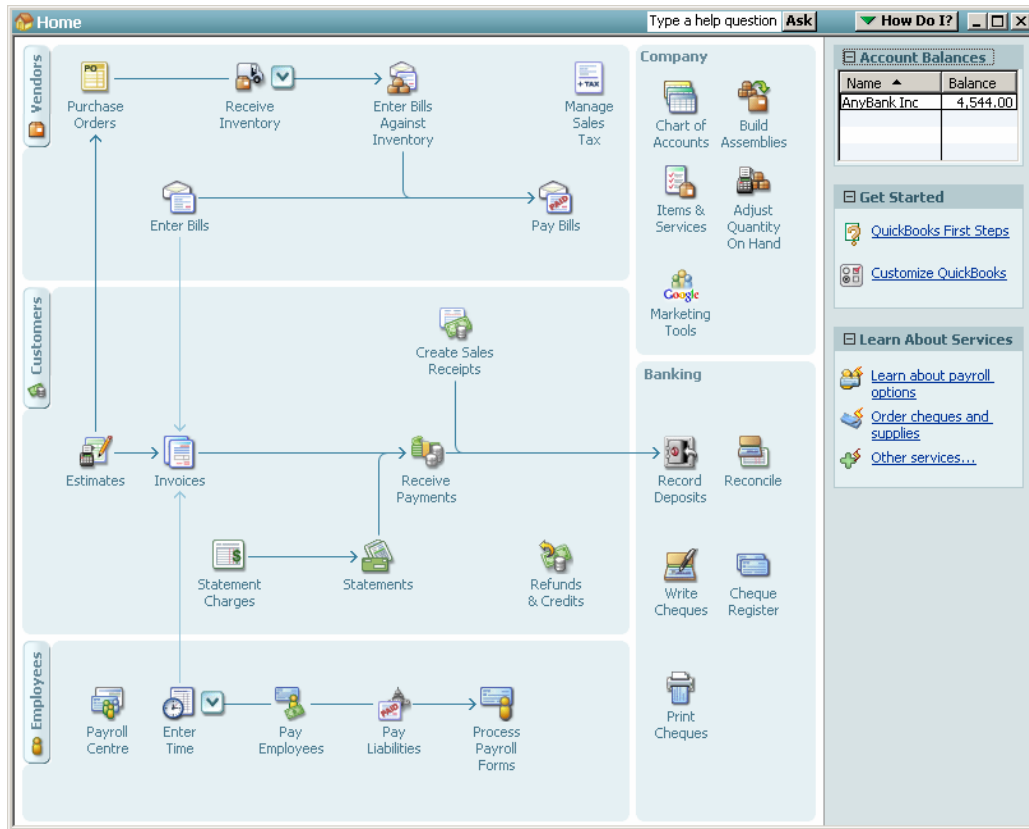 Home
Type a help question
Ask
How Do I?
Vendors
PO
Purchase
Orders
Receive
Inventory
Enter Bills
Against
Inventory
+ TAX
Manage
Sales
Tax
Enter Bills
PAID
Pay Bills
Customers
Create Sales
Receipts
Estimates
Invoices
Receive
Payments
$
Statement
Charges
Statements
Refunds
& Credits
Employees
Payroll
Centre
Enter
Time
Pay
Employees
PAID
Pay
Liabilities
Process
Payroll
Forms
Company
Chart of
Accounts
Build
Assemblies
Items &
Services
Adjust
Quantity
On Hand
Google
Marketing
Tools
Banking
Record
Deposits
Reconcile
Write
Cheques
Cheque
Register
Print
Cheques
Account Balances
Name Balance
AnyBank Inc 4,544.00
Get Started
QuickBooks First Steps
Customize QuickBooks
Learn About Services
Learn about payroll
options
Order cheques and
supplies
Other services...